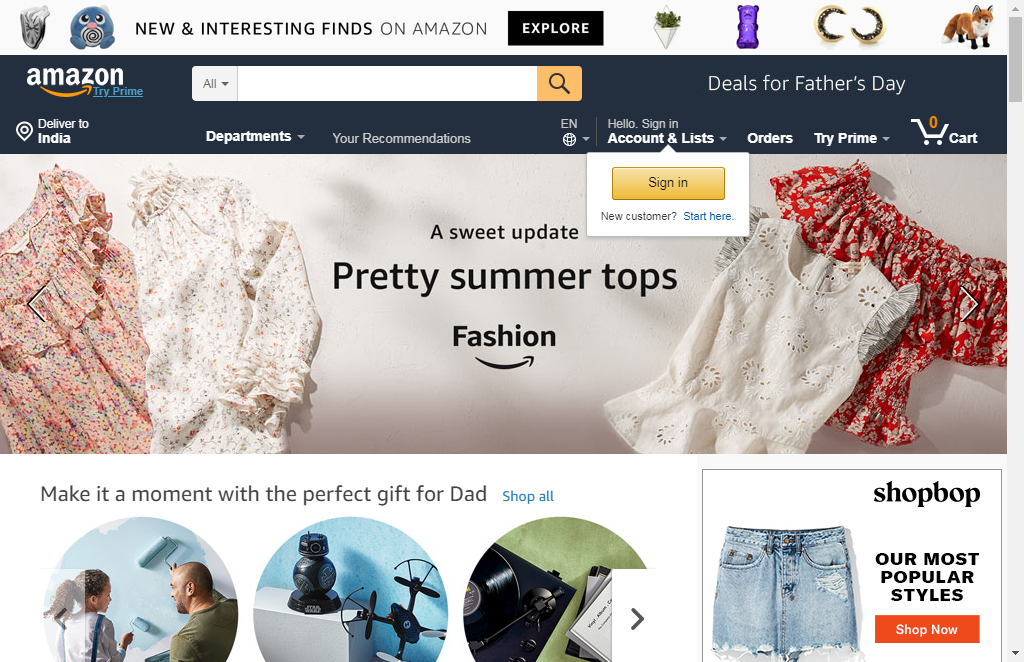 NEW & INTERESTING FINDS ON AMAZON
EXPLORE
amazon
Try Prime
All
Deals for Father's Day
Deliver to
India
Departments
Your Recommendations
EN
Hello. Sign in
Account & Lists
Orders
Try Prime
0
Cart
Sign in
New customer? Start here.
A sweet update
Pretty summer tops
Fashion
Make it a moment with the perfect gift for Dad
Shop all
shopbop
OUR MOST
POPULAR
STYLES
Shop Now